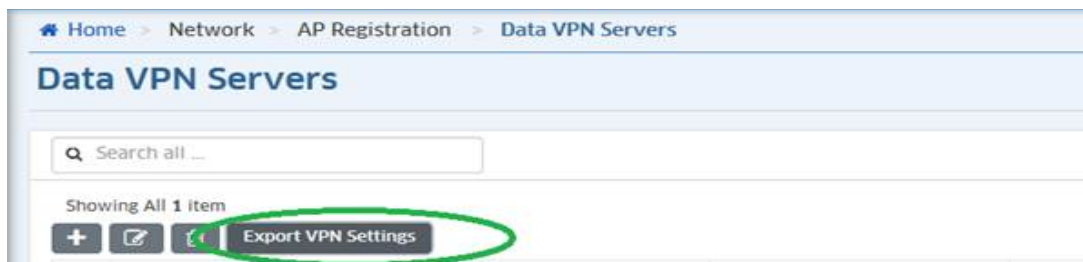 Home > Network > AP Registration > Data VPN Servers
Data VPN Servers
Search all ...
Showing All 1 item
Export VPN Settings